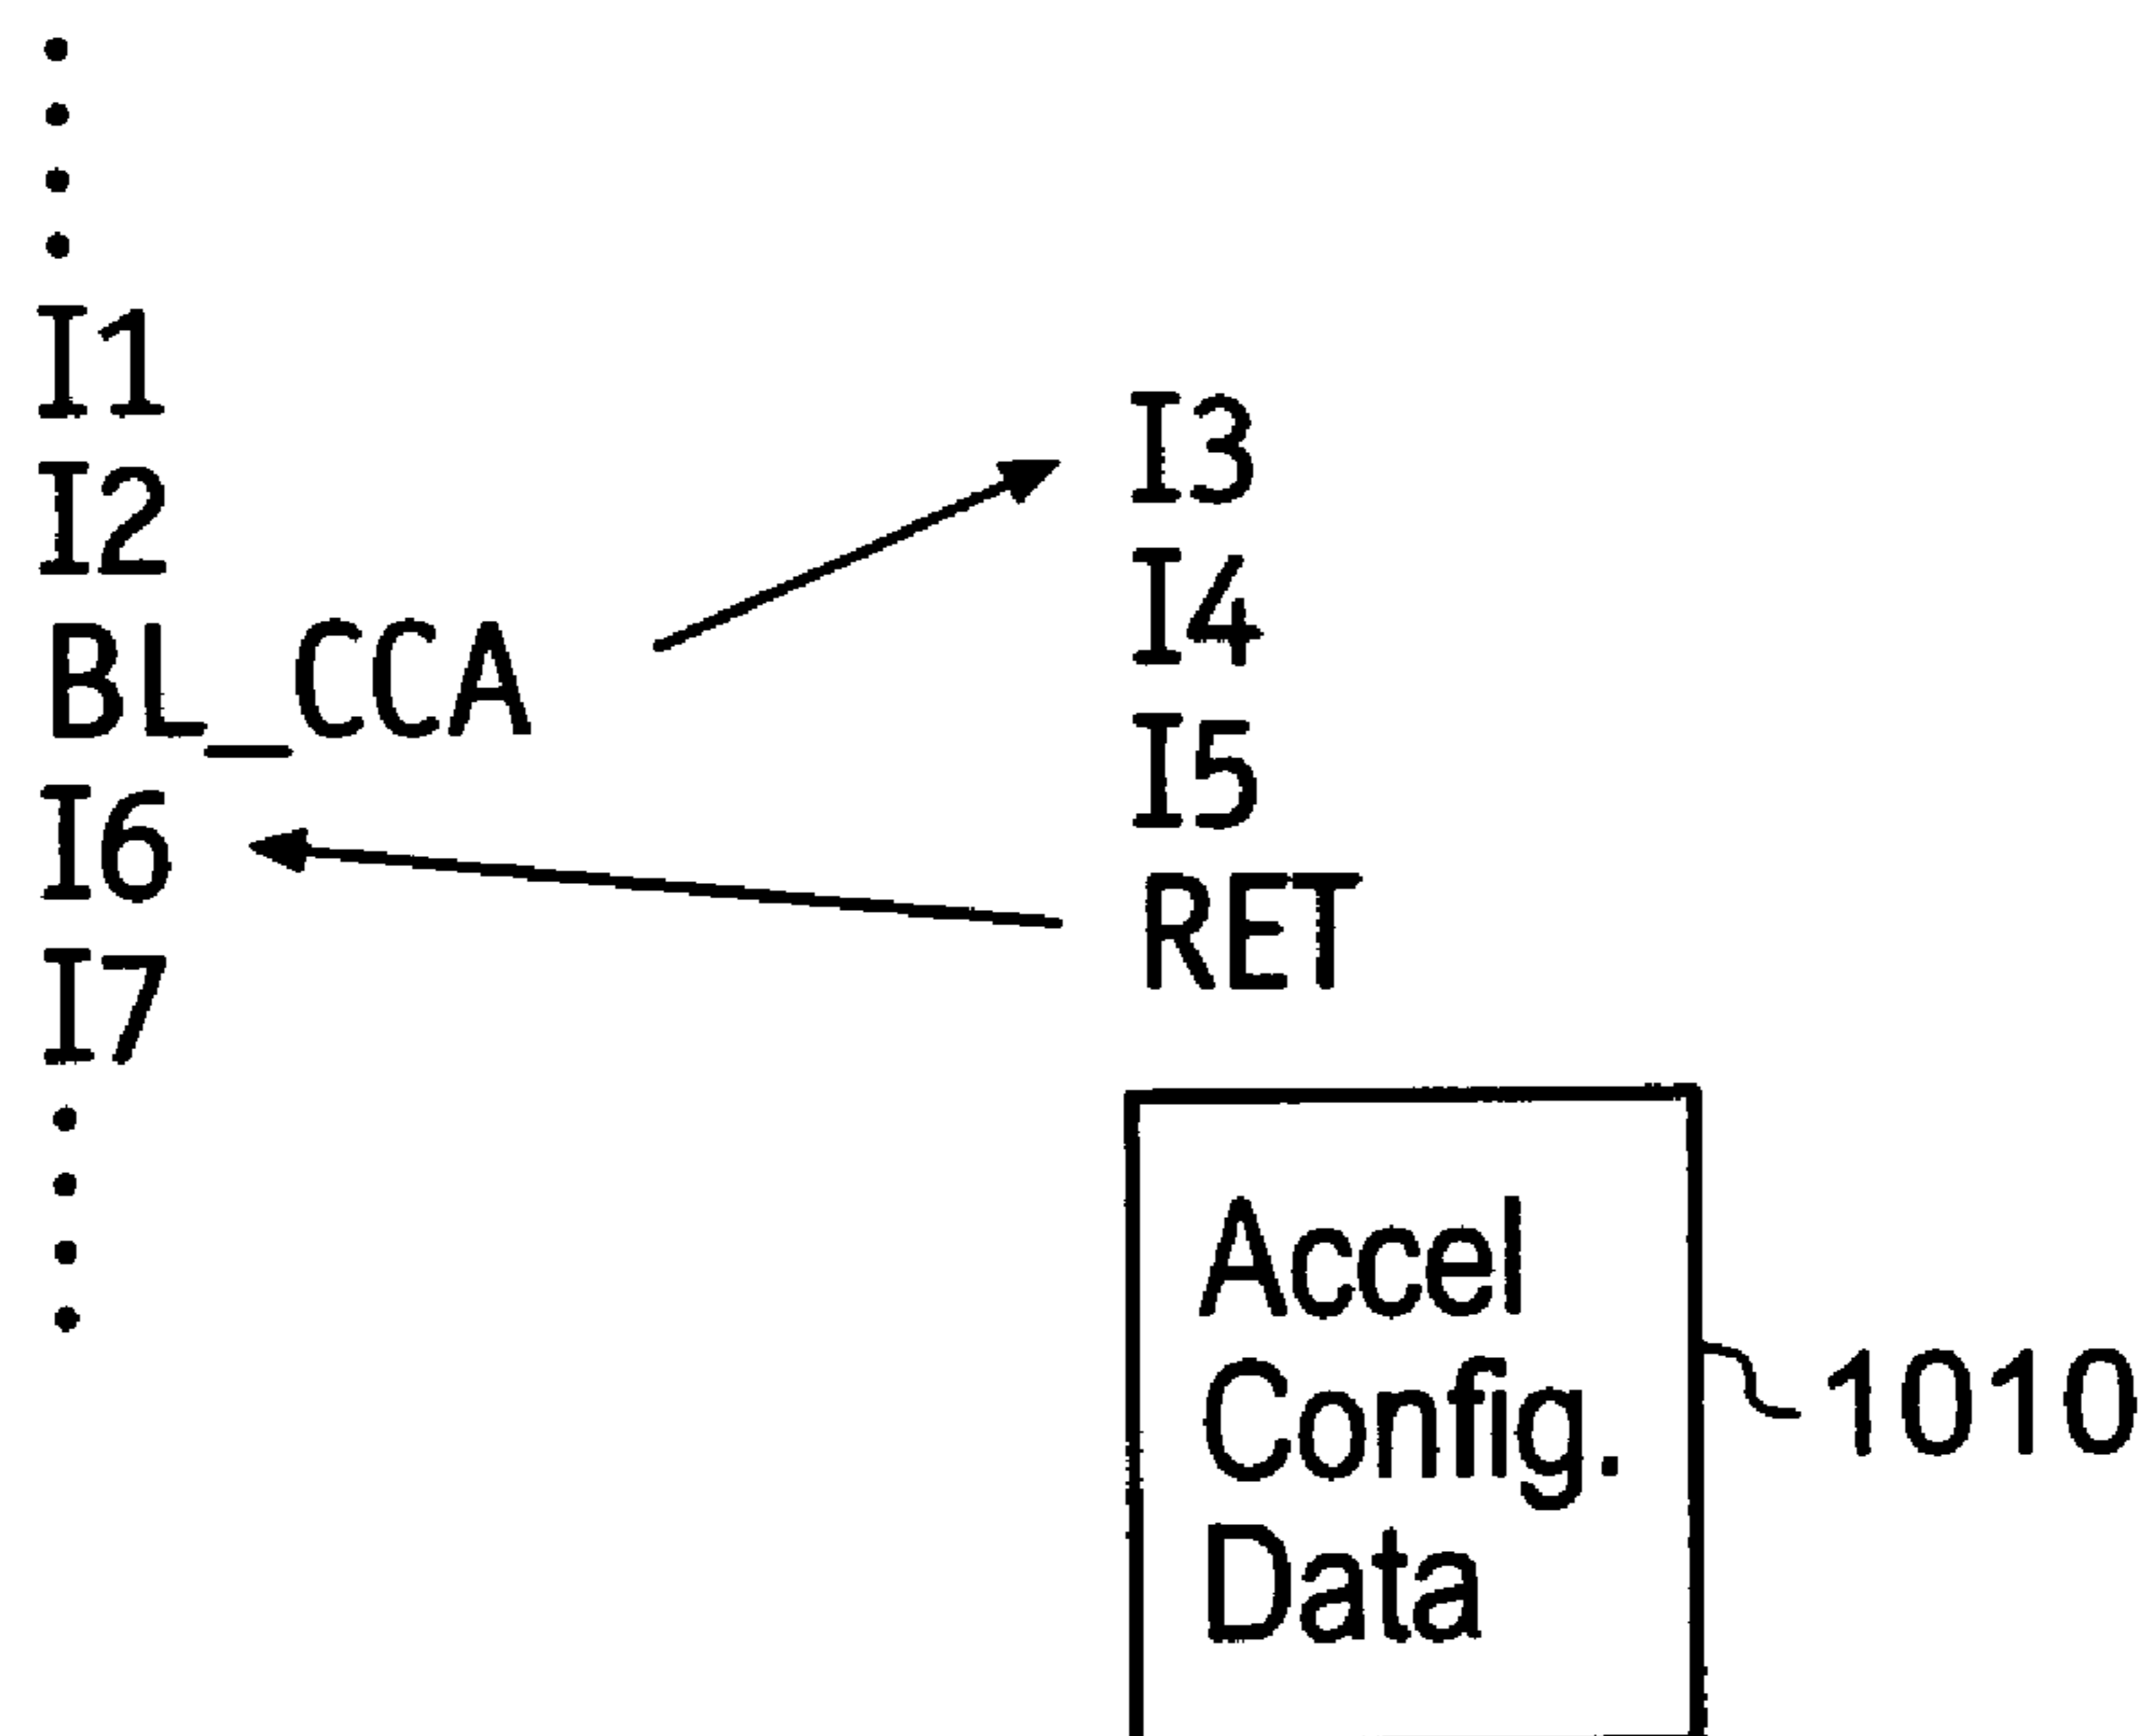 I1
I2
BL_CCA
I6
I7
I3
I4
I5
RET
Accel
Config.
Data
1010